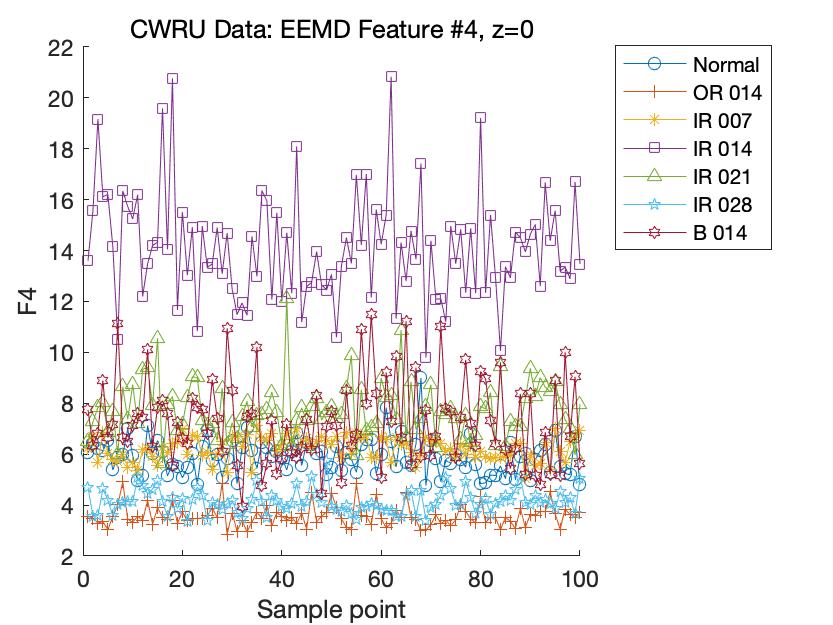 CWRU Data: EEMD Feature #4, z=0
22
20
18
16
14
12
10
8
6
4
2
F4
0 20 40 60 80 100
Sample point
Normal
OR 014
IR 007
IR 014
IR 021
IR 028
B 014